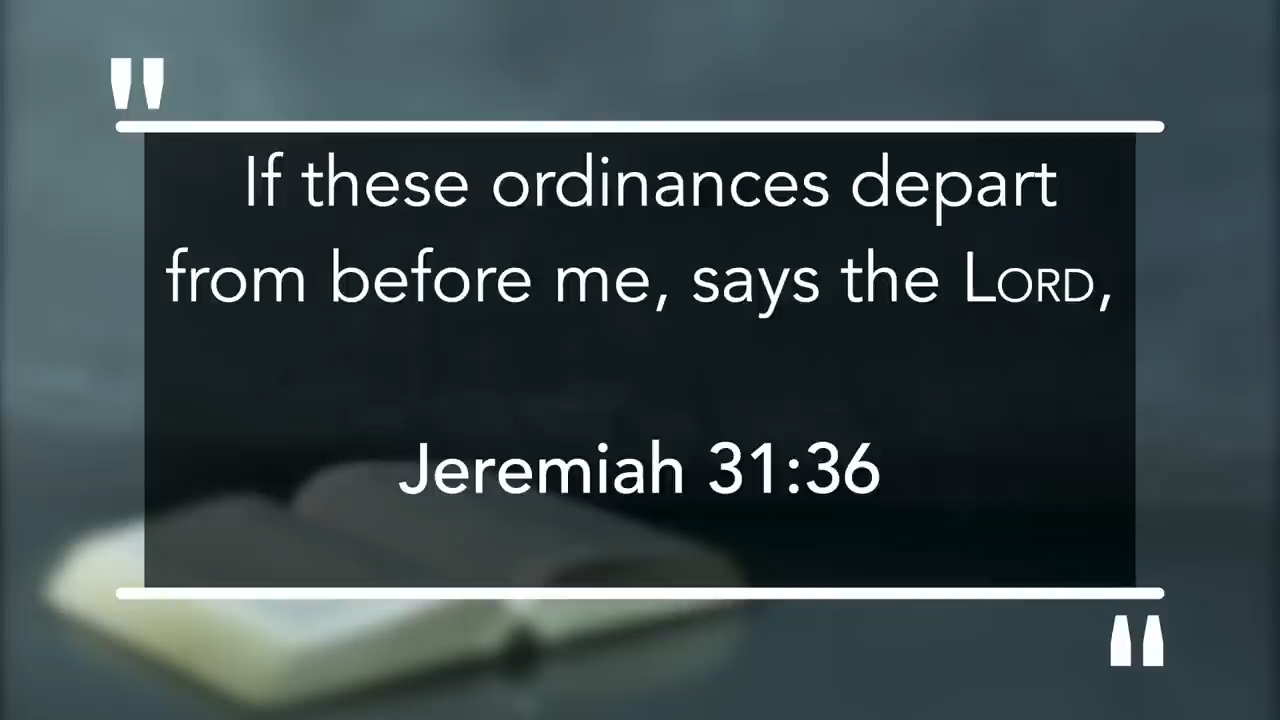 "
If these ordinances depart
from before me, says the LORD,
Jeremiah 31:36
"